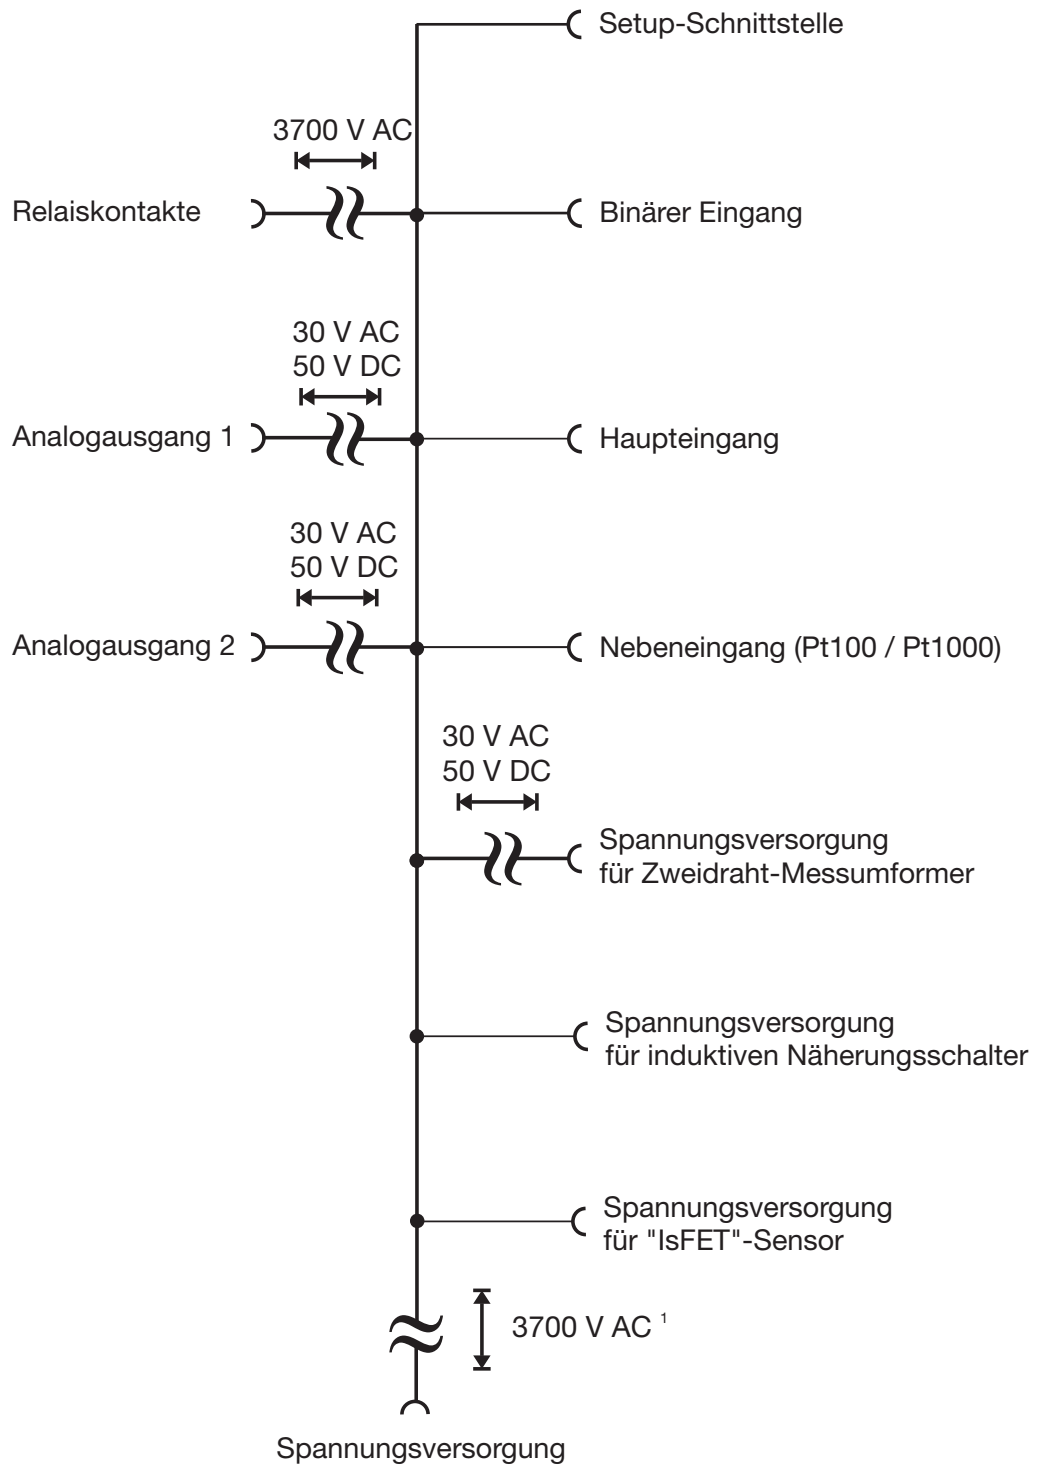 Setup-Schnittstelle
3700 V AC
Relaiskontakte
Binärer Eingang
30 V AC
50 V DC
Analogausgang 1
Haupteingang
30 V AC
50 V DC
Analogausgang 2
Nebeneingang (Pt100 / Pt1000)
30 V AC
50 V DC
Spannungsversorgung
für Zweidraht-Messumformer
Spannungsversorgung
für induktiven Näherungsschalter
Spannungsversorgung
für "IsFET"-Sensor
3700 V AC ¹
Spannungsversorgung